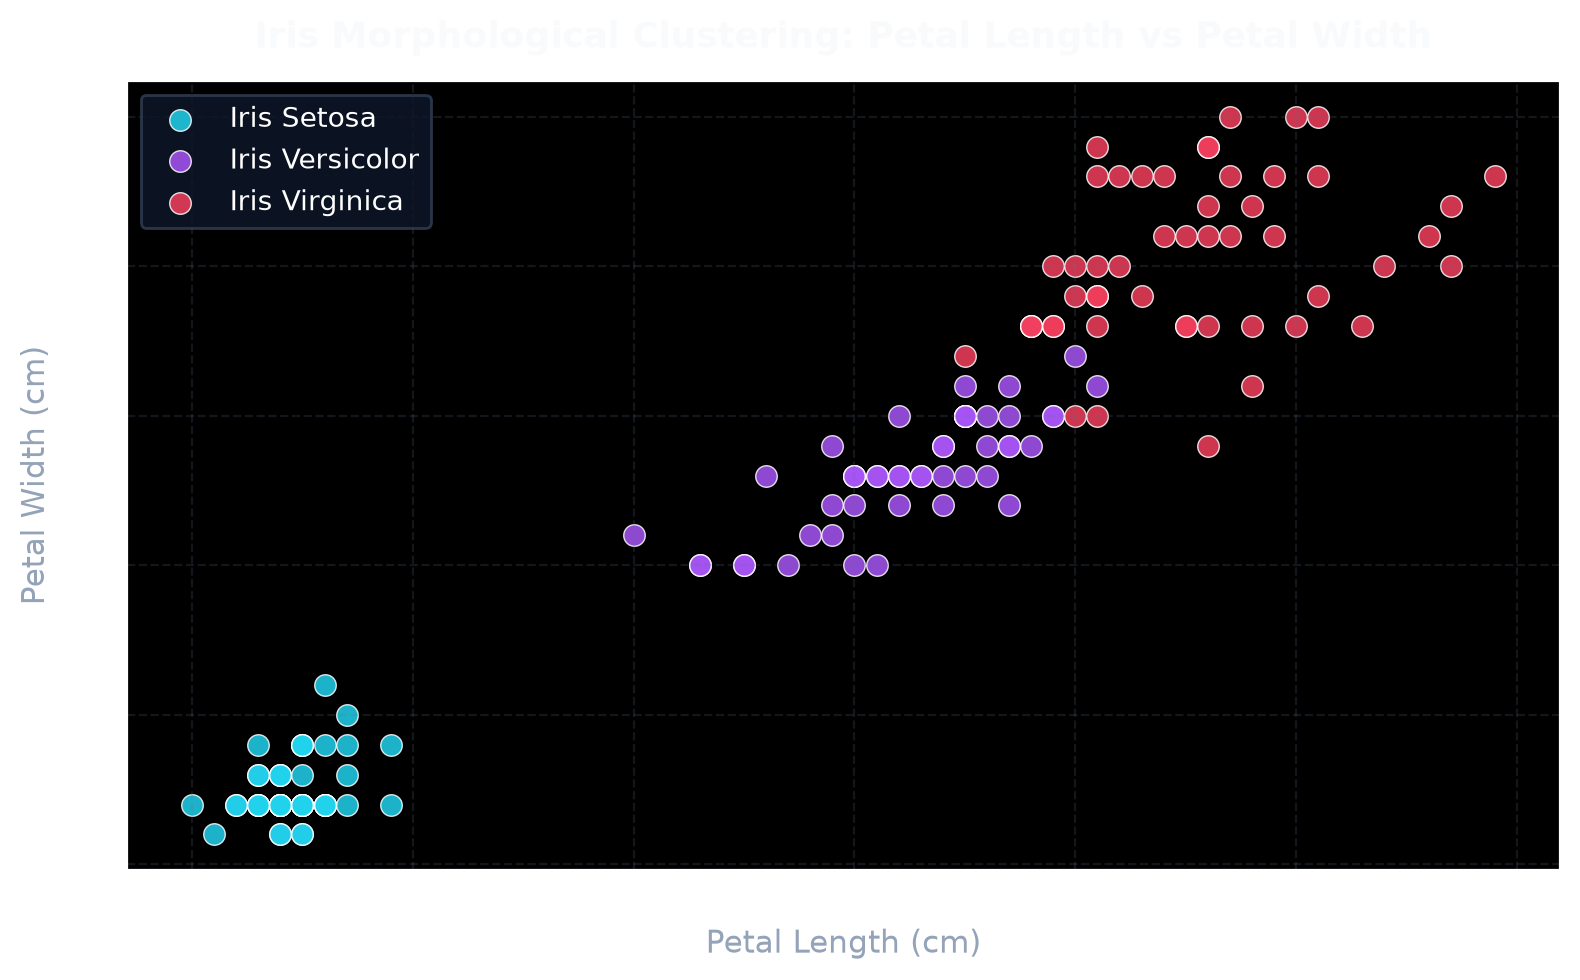 Iris Morphological Clustering: Petal Length vs Petal Width
Iris Setosa
Iris Versicolor
Iris Virginica
Petal Width (cm)
Petal Length (cm)